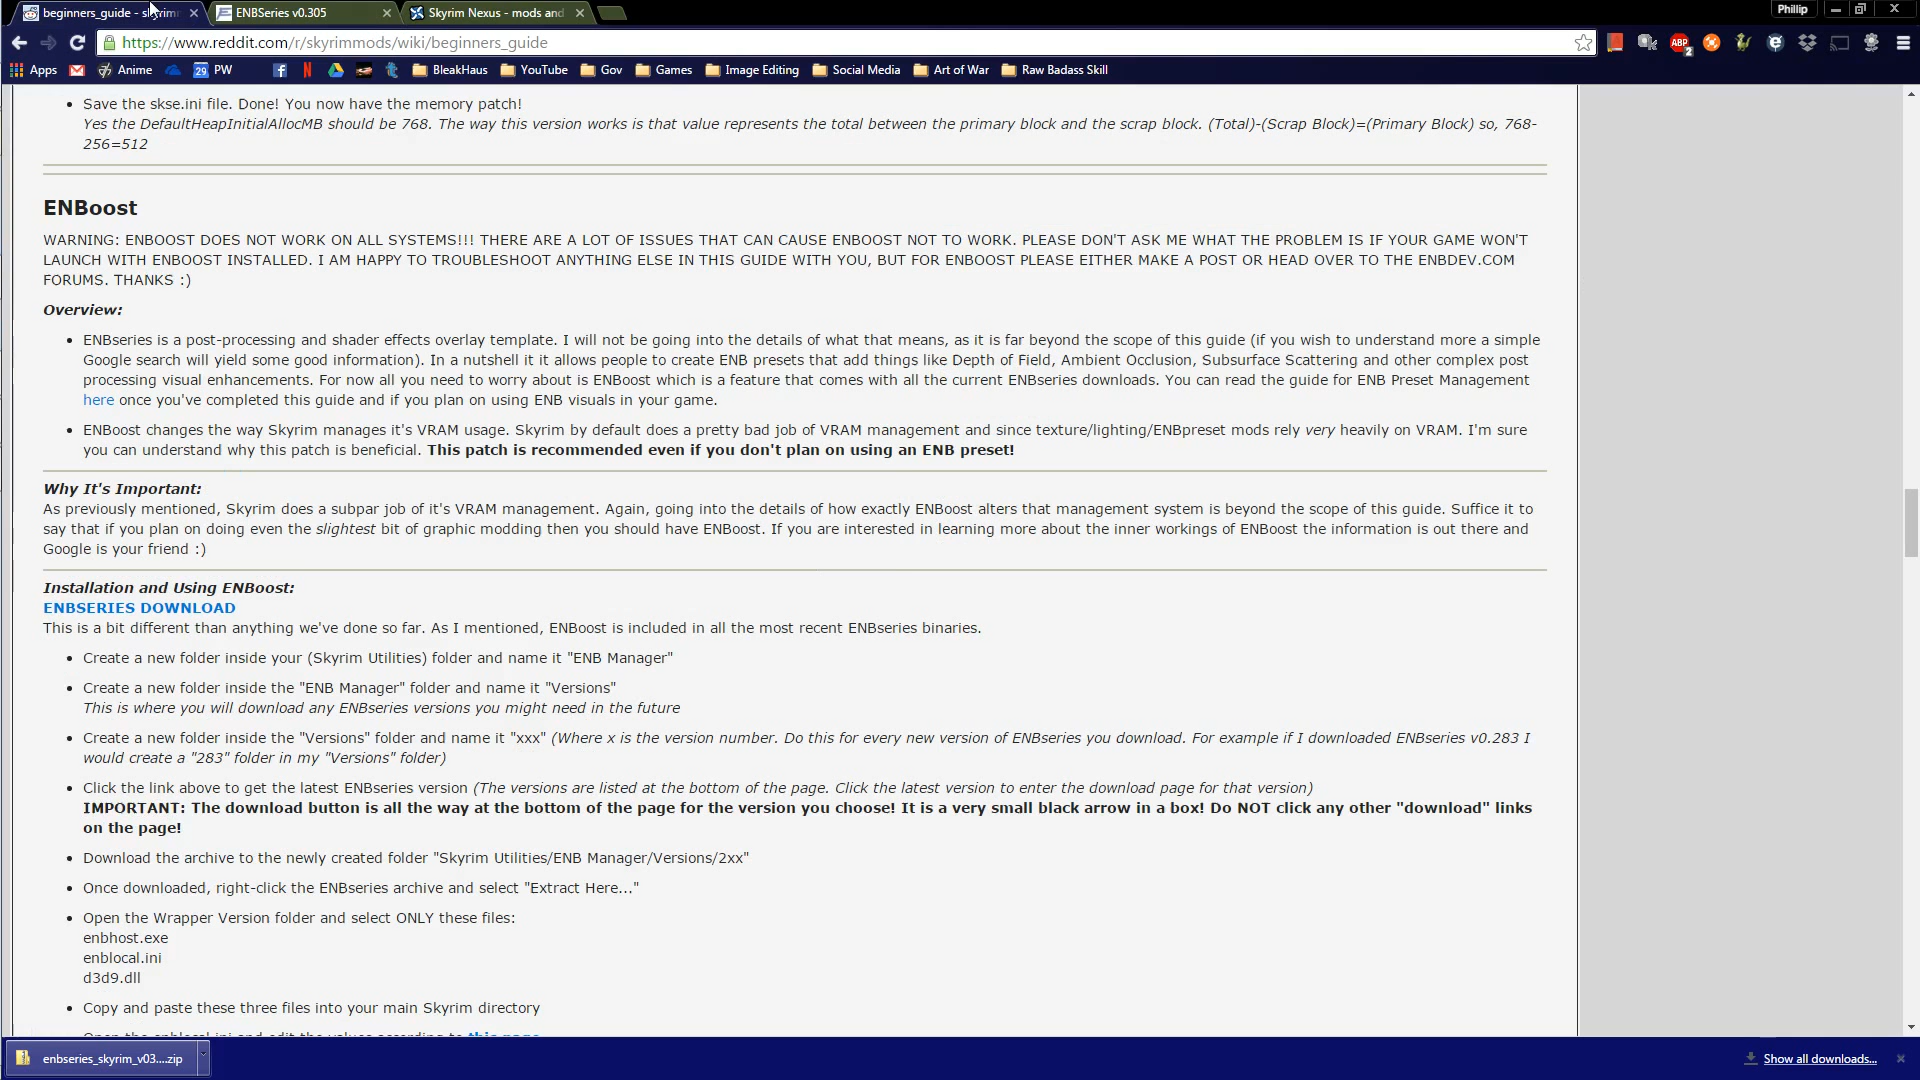 beginners_guide - skyrim
ENBSeries v0.305
Skyrim Nexus - mods and
Phillip
https://www.reddit.com/r/skyrimmods/wiki/beginners_guide
ABP
2
Apps
Anime
29
PW
BleakHaus
YouTube
Gov
Games
Image Editing
Social Media
Art of War
Raw Badass Skill
Save the skse.ini file. Done! You now have the memory patch!
Yes the DefaultHeapInitialAllocMB should be 768. The way this version works is that value represents the total between the primary block and the scrap block. (Total)-(Scrap Block)=(Primary Block) so, 768-
256=512
ENBoost
WARNING: ENBOOST DOES NOT WORK ON ALL SYSTEMS!!! THERE ARE A LOT OF ISSUES THAT CAN CAUSE ENBOOST NOT TO WORK. PLEASE DON'T ASK ME WHAT THE PROBLEM IS IF YOUR GAME WON'T
LAUNCH WITH ENBOOST INSTALLED. I AM HAPPY TO TROUBLESHOOT ANYTHING ELSE IN THIS GUIDE WITH YOU, BUT FOR ENBOOST PLEASE EITHER MAKE A POST OR HEAD OVER TO THE ENBDEV.COM
FORUMS. THANKS :)
Overview:
ENBseries is a post-processing and shader effects overlay template. I will not be going into the details of what that means, as it is far beyond the scope of this guide (if you wish to understand more a simple
Google search will yield some good information). In a nutshell it it allows people to create ENB presets that add things like Depth of Field, Ambient Occlusion, Subsurface Scattering and other complex post
processing visual enhancements. For now all you need to worry about is ENBoost which is a feature that comes with all the current ENBseries downloads. You can read the guide for ENB Preset Management
here once you've completed this guide and if you plan on using ENB visuals in your game.
ENBoost changes the way Skyrim manages it's VRAM usage. Skyrim by default does a pretty bad job of VRAM management and since texture/lighting/ENBpreset mods rely very heavily on VRAM. I'm sure
you can understand why this patch is beneficial. This patch is recommended even if you don't plan on using an ENB preset!
Why It's Important:
As previously mentioned, Skyrim does a subpar job of it's VRAM management. Again, going into the details of how exactly ENBoost alters that management system is beyond the scope of this guide. Suffice it to
say that if you plan on doing even the slightest bit of graphic modding then you should have ENBoost. If you are interested in learning more about the inner workings of ENBoost the information is out there and
Google is your friend :)
Installation and Using ENBoost:
ENBSERIES DOWNLOAD
This is a bit different than anything we've done so far. As I mentioned, ENBoost is included in all the most recent ENBseries binaries.
Create a new folder inside your (Skyrim Utilities) folder and name it "ENB Manager"
Create a new folder inside the "ENB Manager" folder and name it "Versions"
This is where you will download any ENBseries versions you might need in the future
Create a new folder inside the "Versions" folder and name it "xxx" (Where x is the version number. Do this for every new version of ENBseries you download. For example if I downloaded ENBseries v0.283 I
would create a "283" folder in my "Versions" folder)
Click the link above to get the latest ENBseries version (The versions are listed at the bottom of the page. Click the latest version to enter the download page for that version)
IMPORTANT: The download button is all the way at the bottom of the page for the version you choose! It is a very small black arrow in a box! Do NOT click any other "download" links
on the page!
Download the archive to the newly created folder "Skyrim Utilities/ENB Manager/Versions/2xx"
Once downloaded, right-click the ENBseries archive and select "Extract Here..."
Open the Wrapper Version folder and select ONLY these files:
enbhost.exe
enblocal.ini
d3d9.dll
Copy and paste these three files into your main Skyrim directory
Open the enblocal.ini and edit the values according to this page
enbseries_skyrim_v03....zip
Show all downloads...